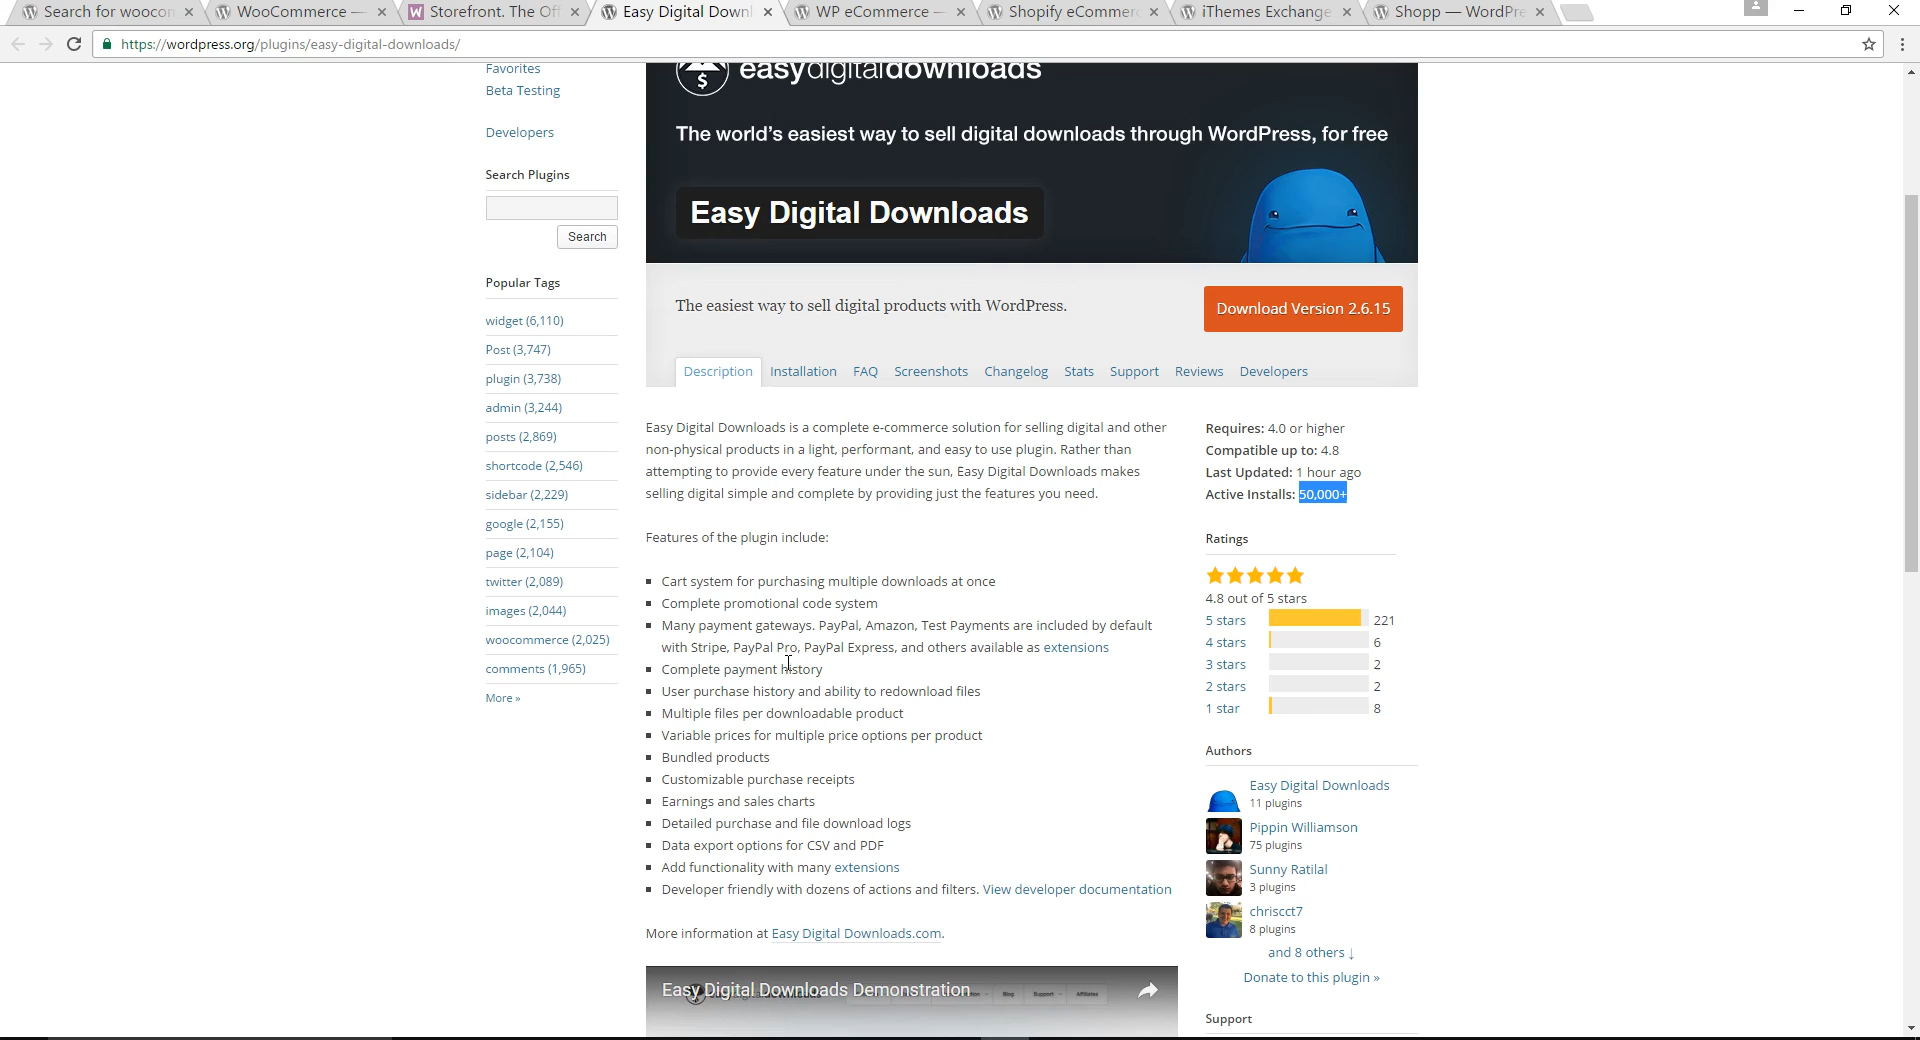 Search for woocon
WooCommerce —
Storefront. The Off
Easy Digital Downl
WP eCommerce —
Shopify eCommerc
iThemes Exchange
Shopp — WordPre
https://wordpress.org/plugins/easy-digital-downloads/
Favorites
Beta Testing
Developers
Search Plugins
Search
Popular Tags
widget (6,110)
Post (3,747)
plugin (3,738)
admin (3,244)
posts (2,869)
shortcode (2,546)
sidebar (2,229)
google (2,155)
page (2,104)
twitter (2,089)
images (2,044)
woocommerce (2,025)
comments (1,965)
More »
easydigitaldownloads
The world's easiest way to sell digital downloads through WordPress, for free
Easy Digital Downloads
The easiest way to sell digital products with WordPress.
Download Version 2.6.15
Description Installation FAQ Screenshots Changelog Stats Support Reviews Developers
Easy Digital Downloads is a complete e-commerce solution for selling digital and other
non-physical products in a light, performant, and easy to use plugin. Rather than
attempting to provide every feature under the sun, Easy Digital Downloads makes
selling digital simple and complete by providing just the features you need.
Features of the plugin include:
Cart system for purchasing multiple downloads at once
Complete promotional code system
Many payment gateways. PayPal, Amazon, Test Payments are included by default
with Stripe, PayPal Pro, PayPal Express, and others available as extensions
Complete payment history
User purchase history and ability to redownload files
Multiple files per downloadable product
Variable prices for multiple price options per product
Bundled products
Customizable purchase receipts
Earnings and sales charts
Detailed purchase and file download logs
Data export options for CSV and PDF
Add functionality with many extensions
Developer friendly with dozens of actions and filters. View developer documentation
More information at Easy Digital Downloads.com.
Easy Digital Downloads Demonstration
Blog
Support
Affiliates
Requires: 4.0 or higher
Compatible up to: 4.8
Last Updated: 1 hour ago
Active Installs: 50,000+
Ratings
4.8 out of 5 stars
5 stars 221
4 stars 6
3 stars 2
2 stars 2
1 star 8
Authors
Easy Digital Downloads
11 plugins
Pippin Williamson
75 plugins
Sunny Ratilal
3 plugins
chriscct7
8 plugins
and 8 others ↓
Donate to this plugin »
Support